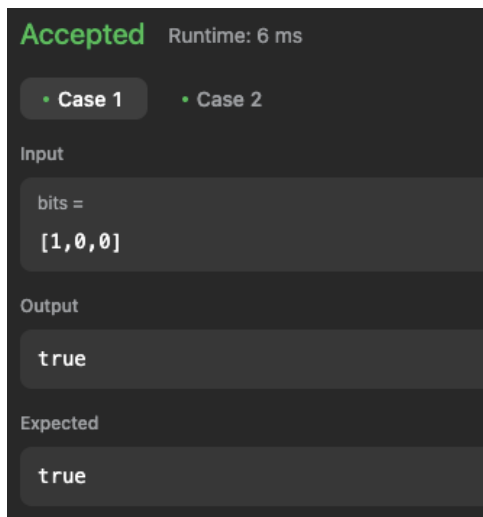 Accepted Runtime: 6 ms
• Case 1 • Case 2
Input
bits =
[1,0,0]
Output
true
Expected
true